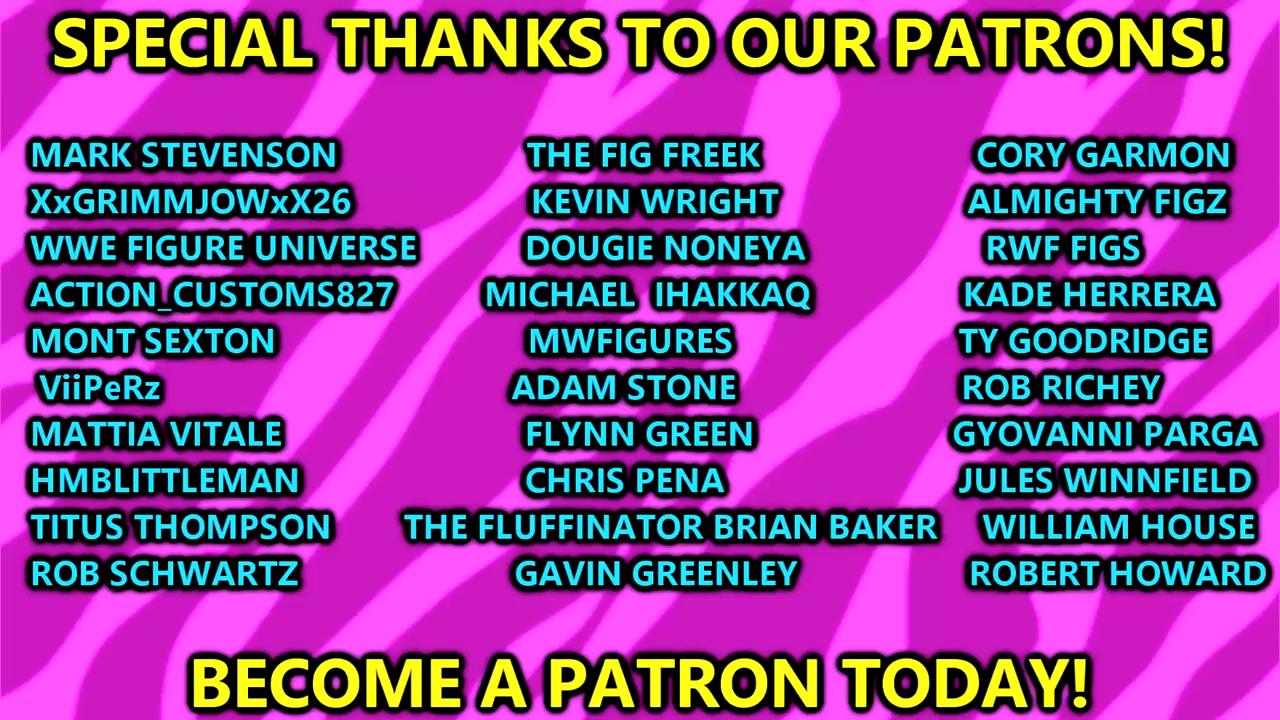 SPECIAL THANKS TO OUR PATRONS!
MARK STEVENSON THE FIG FREEK CORY GARMON
XxGRIMMJOWxX26 KEVIN WRIGHT ALMIGHTY FIGZ
WWE FIGURE UNIVERSE DOUGIE NONEYA RWF FIGS
ACTION_CUSTOMS827 MICHAEL IHAKKAQ KADE HERRERA
MONT SEXTON MWFIGURES TY GOODRIDGE
ViiPeRz ADAM STONE ROB RICHEY
MATTIA VITALE FLYNN GREEN GYOVANNI PARGA
HMBLITTLEMAN CHRIS PENA JULES WINNFIELD
TITUS THOMPSON THE FLUFFINATOR BRIAN BAKER WILLIAM HOUSE
ROB SCHWARTZ GAVIN GREENLEY ROBERT HOWARD
BECOME A PATRON TODAY!